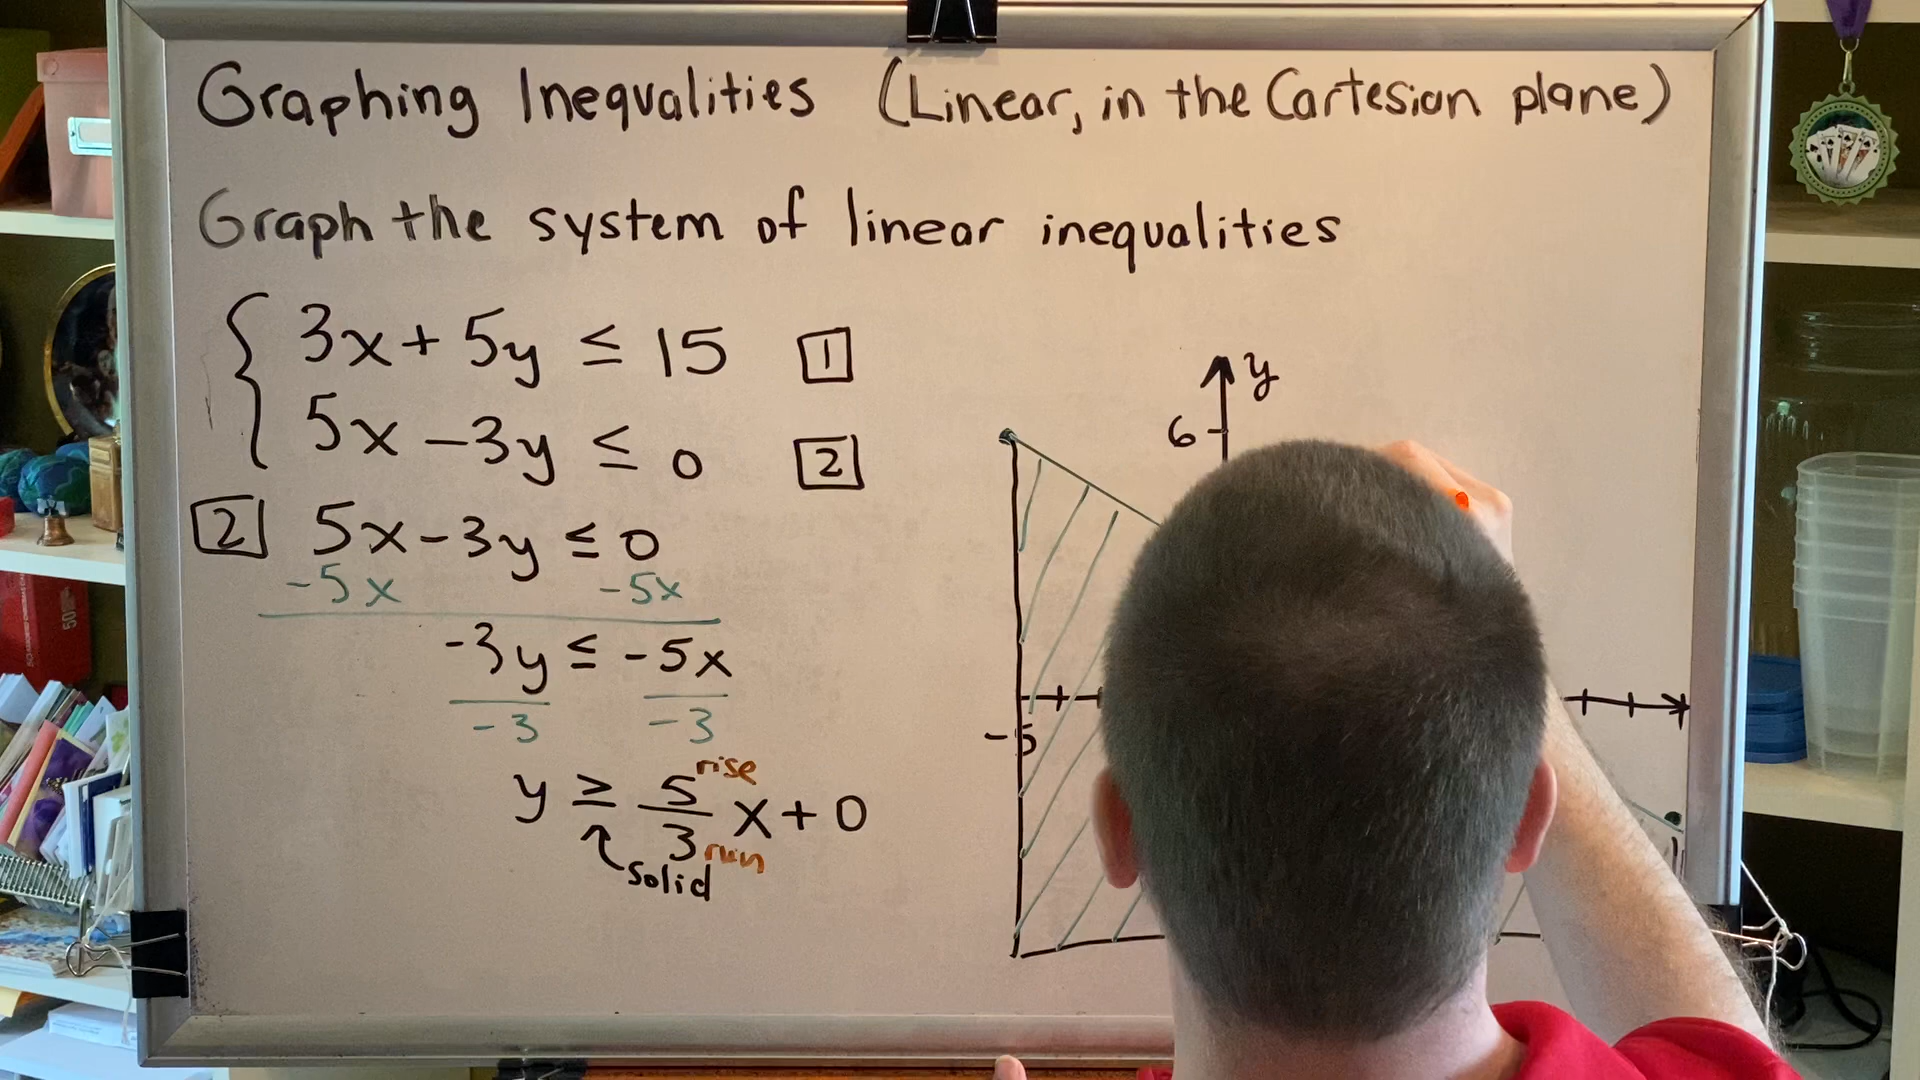 Graphing Inequalities (Linear, in the Cartesian plane)
Graph the system of linear inequalities
{ 3x + 5y ≤ 15 [1]
5x - 3y ≤ 0 [2]
[2] 5x - 3y ≤ 0
-5x -5x
-3y ≤ -5x
-3 -3
y ≥ 5/3 x + 0
rise
run
solid
y
6
-5
50